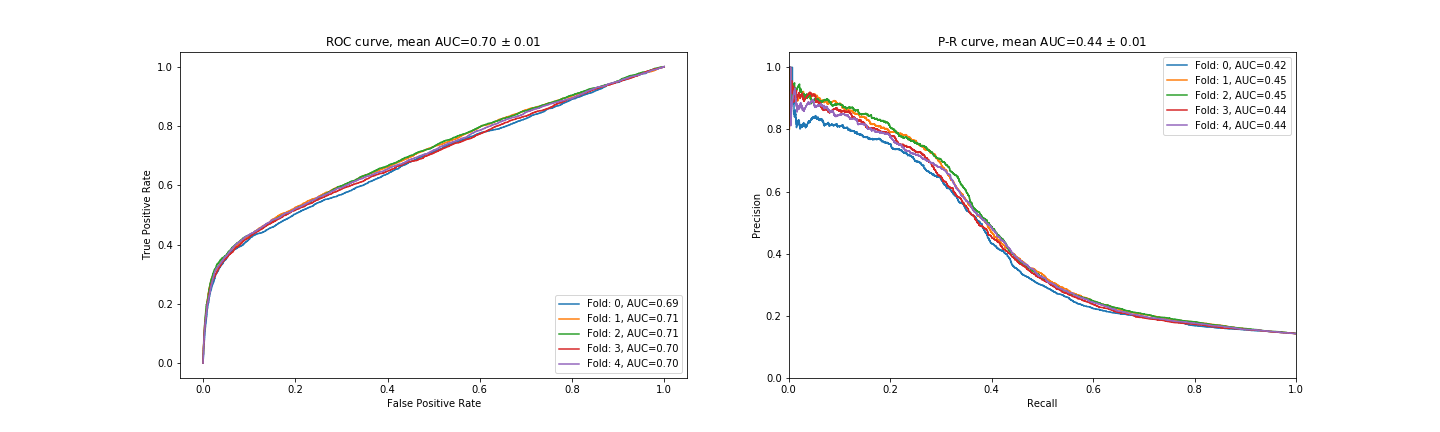 ROC curve, mean AUC=0.70 ± 0.01
True Positive Rate
1.0
0.8
0.6
0.4
0.2
0.0
Fold: 0, AUC=0.69
Fold: 1, AUC=0.71
Fold: 2, AUC=0.71
Fold: 3, AUC=0.70
Fold: 4, AUC=0.70
0.0 0.2 0.4 0.6 0.8 1.0
False Positive Rate
P-R curve, mean AUC=0.44 ± 0.01
Precision
1.0
0.8
0.6
0.4
0.2
0.0
Fold: 0, AUC=0.42
Fold: 1, AUC=0.45
Fold: 2, AUC=0.45
Fold: 3, AUC=0.44
Fold: 4, AUC=0.44
0.0 0.2 0.4 0.6 0.8 1.0
Recall